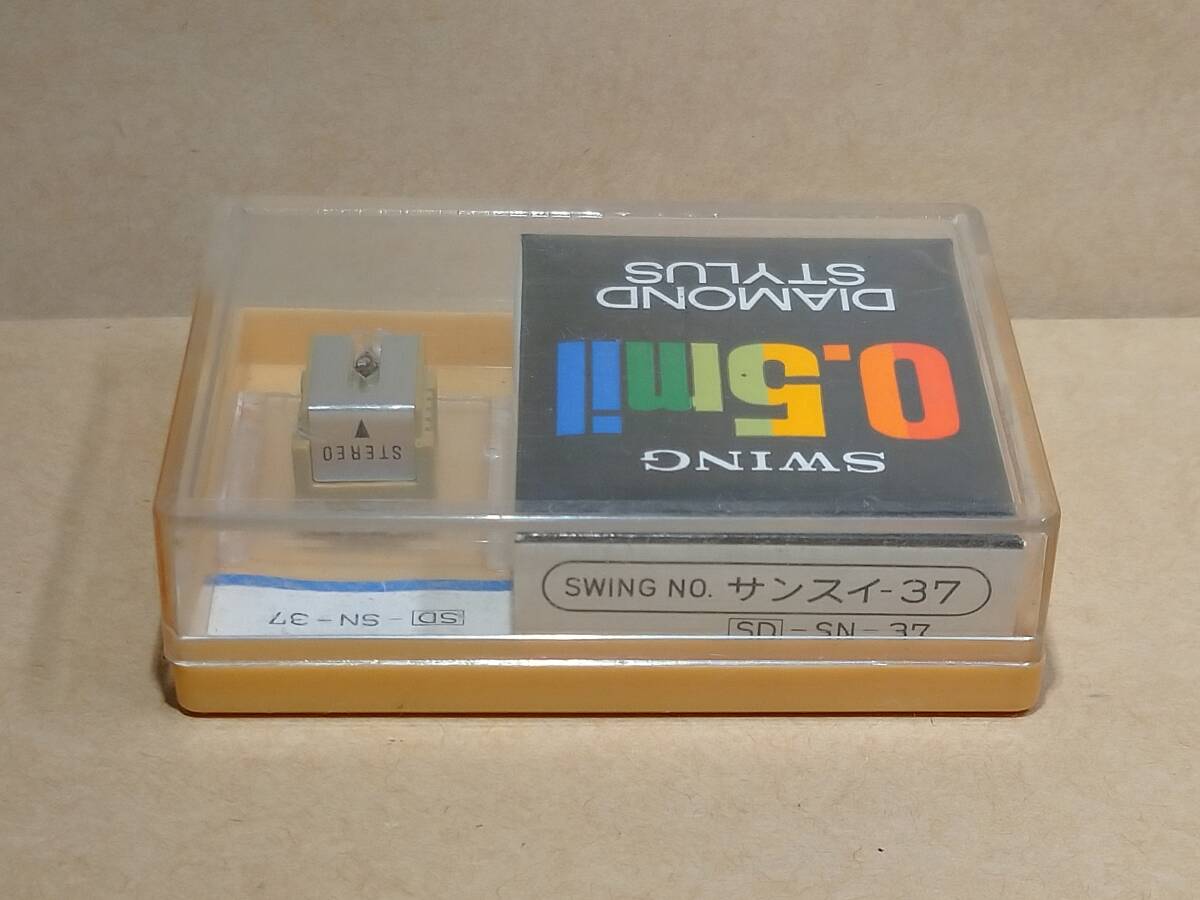 SWING
0.5mil
DIAMOND
STYLUS
SWING NO. サンスイ-37
SD-SN-37
STEREO
SD-SN-37